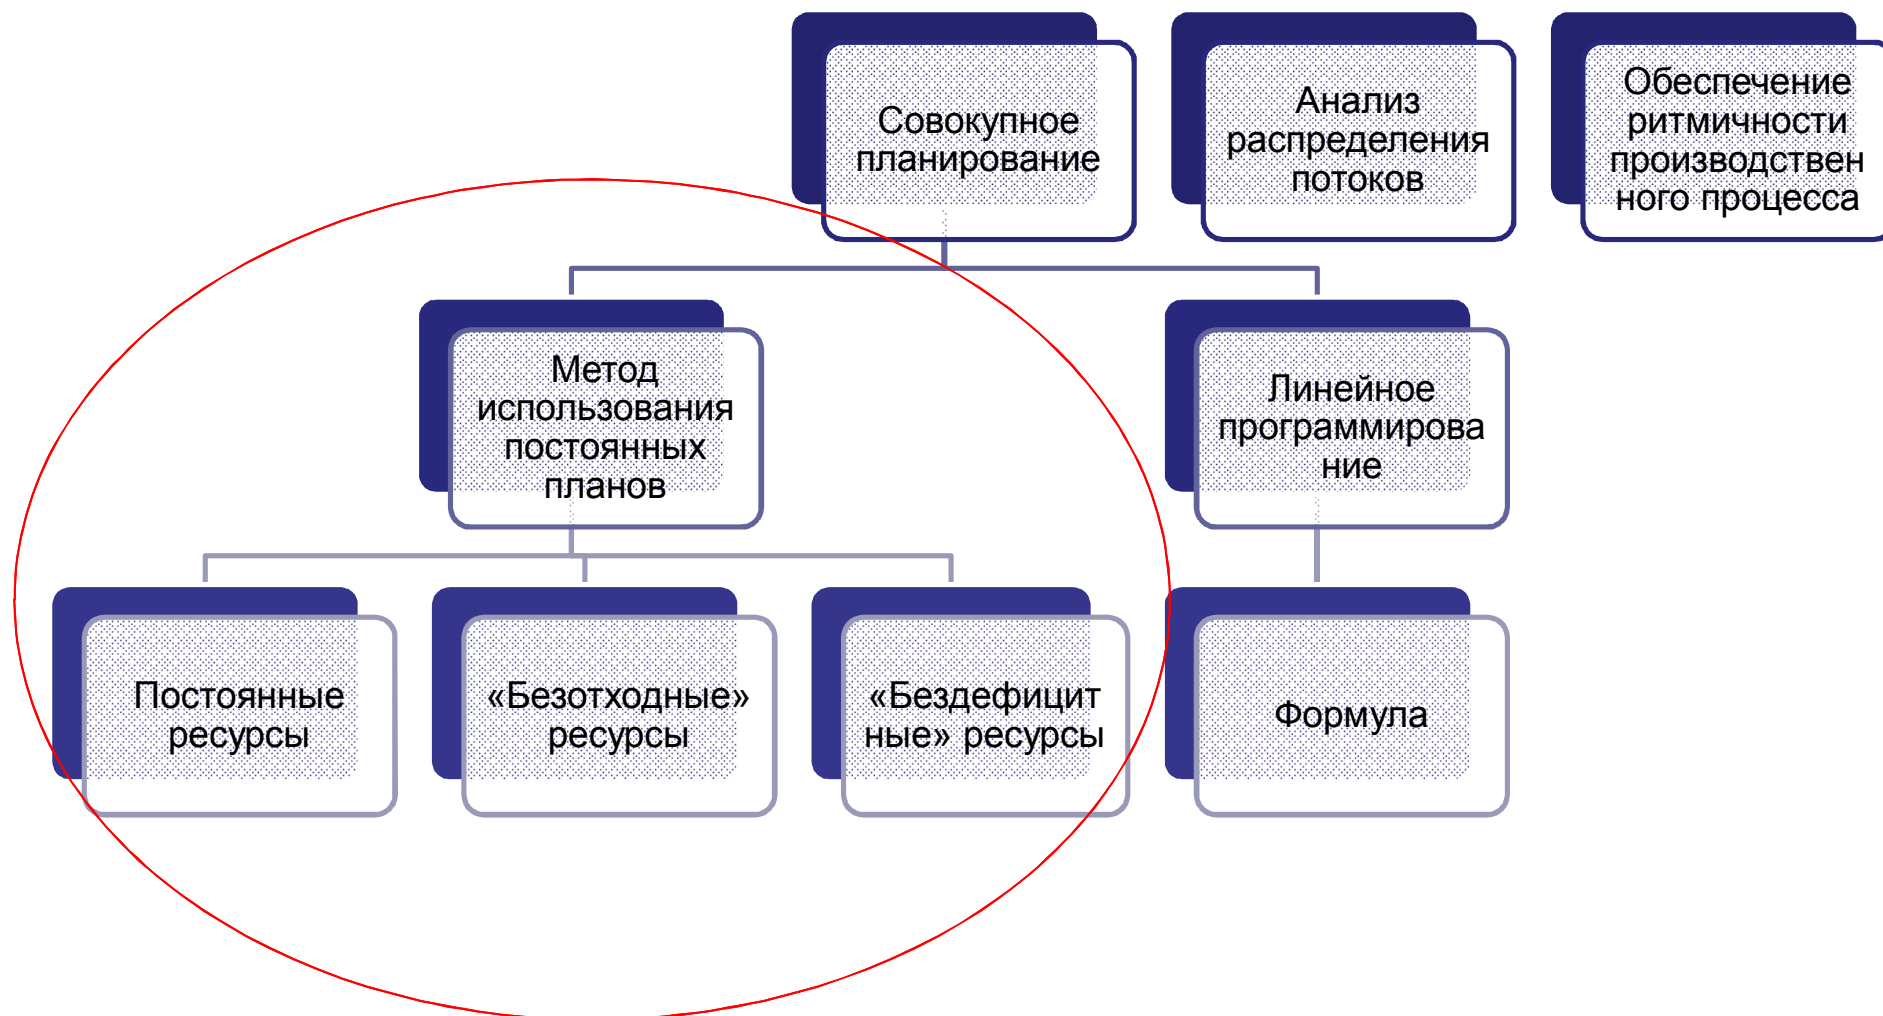 Совокупное
планирование
Анализ
распределения
потоков
Обеспечение
ритмичности
производствен
ного процесса
Метод
использования
постоянных
планов
Линейное
программирова
ние
Постоянные
ресурсы
«Безотходные»
ресурсы
«Бездефицит
ные» ресурсы
Формула